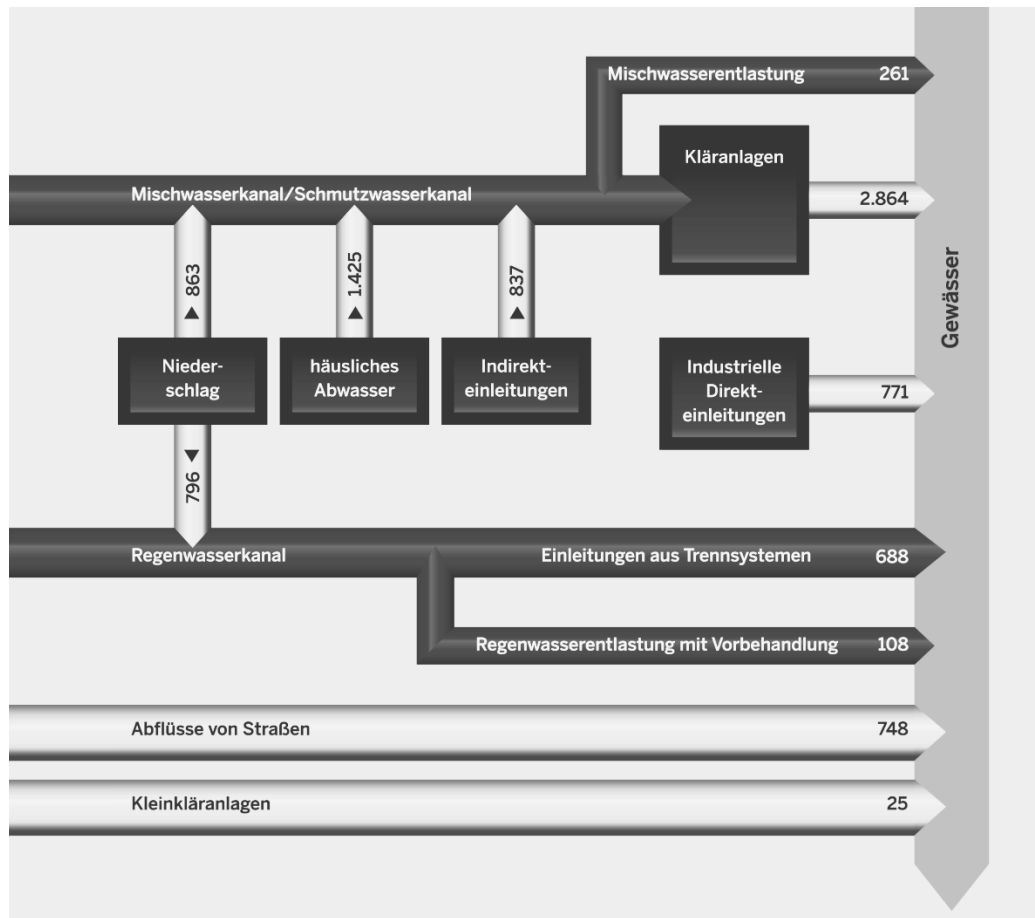 Mischwasserentlastung 261
Kläranlagen
Mischwasserkanal/Schmutzwasserkanal
2.864
▲ 863
▲ 1.425
▲ 837
Gewässer
Nieder-
schlag
häusliches
Abwasser
Indirekt-
einleitungen
Industrielle
Direkt-
einleitungen
771
796 ▲
Regenwasserkanal
Einleitungen aus Trennsystemen 688
Regenwasserentlastung mit Vorbehandlung 108
Abflüsse von Straßen 748
Kleinkläranlagen 25